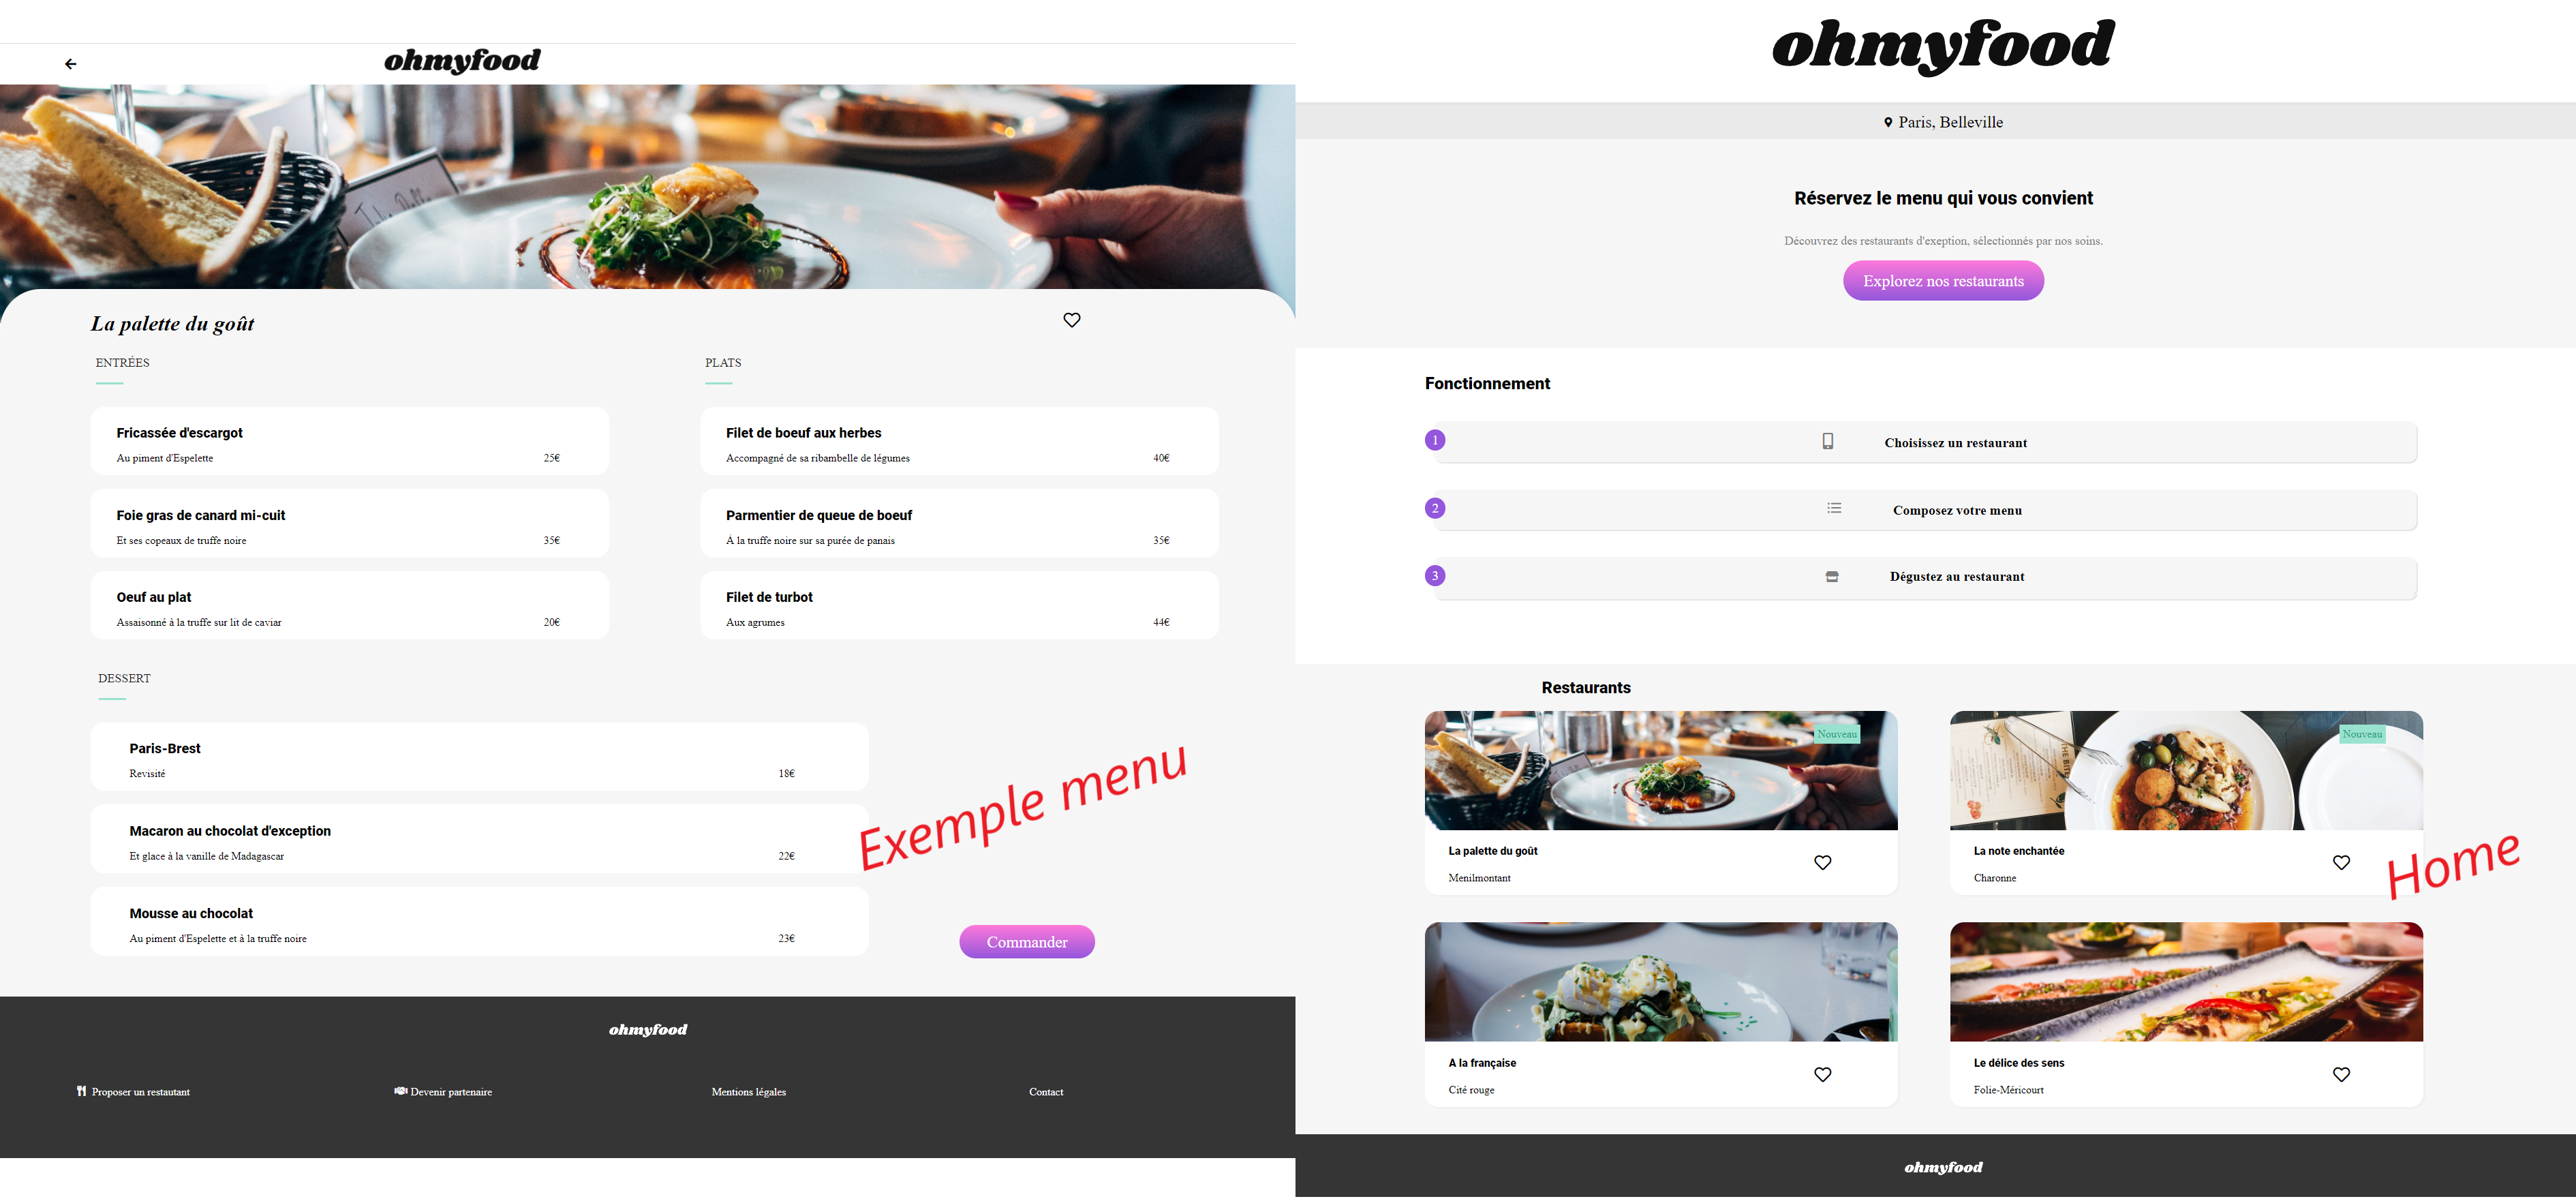 ohmyfood
La palette du goût
ENTRÉES
Fricassée d'escargot
Au piment d'Espelette
25€
Foie gras de canard mi-cuit
Et ses copeaux de truffe noire
35€
Oeuf au plat
Assaisonné à la truffe sur lit de caviar
20€
PLATS
Filet de boeuf aux herbes
Accompagné de sa ribambelle de légumes
40€
Parmentier de queue de boeuf
À la truffe noire sur sa purée de panais
35€
Filet de turbot
Aux agrumes
44€
DESSERT
Paris-Brest
Revisité
18€
Macaron au chocolat d'exception
Et glace à la vanille de Madagascar
22€
Mousse au chocolat
Au piment d'Espelette et à la truffe noire
23€
Exemple menu
Commander
ohmyfood
Proposer un restautant
Devenir partenaire
Mentions légales
Contact
ohmyfood
Paris, Belleville
Réservez le menu qui vous convient
Découvrez des restaurants d'exeption, sélectionnés par nos soins.
Explorez nos restaurants
Fonctionnement
1
Choisissez un restaurant
2
Composez votre menu
3
Dégustez au restaurant
Restaurants
Nouveau
La palette du goût
Menilmontant
Nouveau
La note enchantée
Charonne
Home
A la française
Cité rouge
Le délice des sens
Folie-Méricourt
ohmyfood